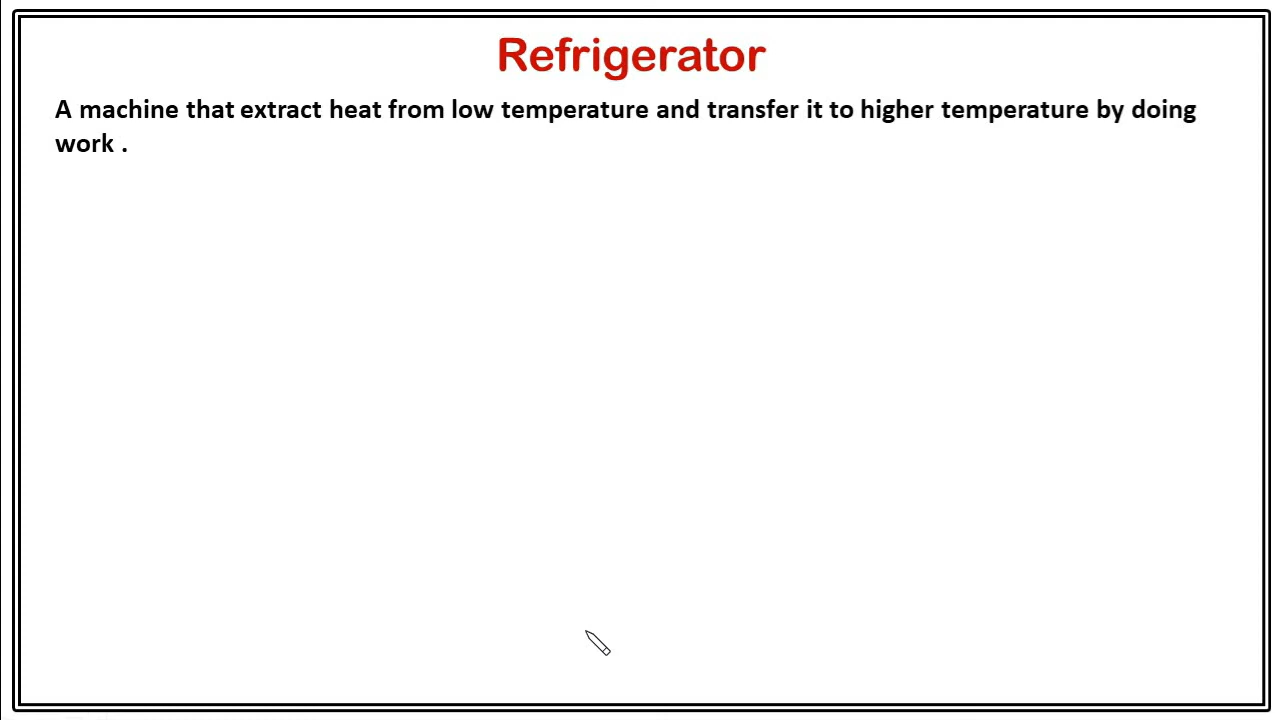 Refrigerator
A machine that extract heat from low temperature and transfer it to higher temperature by doing
work .